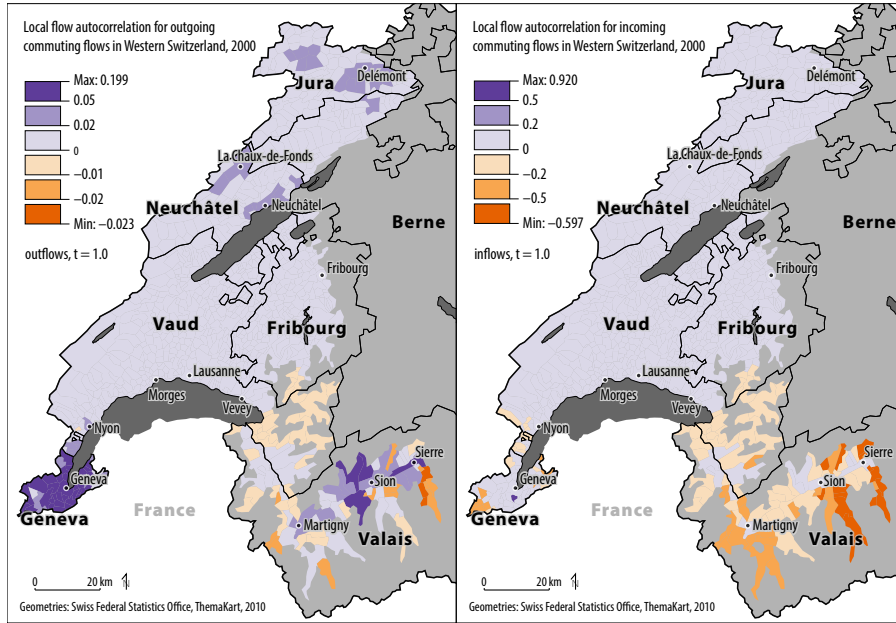 Local flow autocorrelation for outgoing
commuting flows in Western Switzerland, 2000
Max: 0.199
0.05
0.02
0
−0.01
−0.02
Min: −0.023
outflows, t = 1.0
Jura
Delémont
La Chaux-de-Fonds
Neuchâtel
Neuchâtel
Berne
Fribourg
Vaud
Fribourg
Lausanne
Morges
Vevey
Nyon
Sierre
Geneva
Sion
Geneva
France
Martigny
Valais
0
20 km
N
Geometries: Swiss Federal Statistics Office, ThemaKart, 2010
Local flow autocorrelation for incoming
commuting flows in Western Switzerland, 2000
Max: 0.920
0.5
0.2
0
−0.2
−0.5
Min: −0.597
inflows, t = 1.0
Jura
Delémont
La Chaux-de-Fonds
Neuchâtel
Neuchâtel
Berne
Fribourg
Vaud
Fribourg
Lausanne
Morges
Vevey
Nyon
Sierre
Geneva
Sion
Geneva
France
Martigny
Valais
0
20 km
N
Geometries: Swiss Federal Statistics Office, ThemaKart, 2010